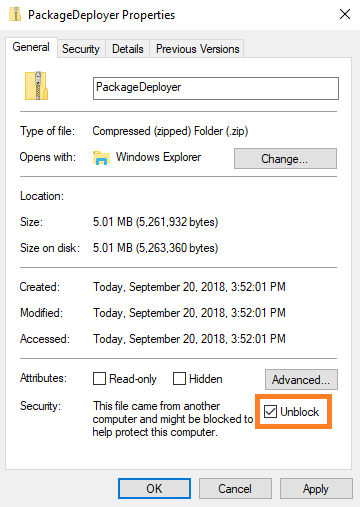 PackageDeployer Properties
General Security Details Previous Versions
PackageDeployer
Type of file: Compressed (zipped) Folder (.zip)
Opens with: Windows Explorer Change...
Location:
Size: 5.01 MB (5,261,932 bytes)
Size on disk: 5.01 MB (5,263,360 bytes)
Created: Today, September 20, 2018, 3:52:01 PM
Modified: Today, September 20, 2018, 3:52:01 PM
Accessed: Today, September 20, 2018, 3:52:01 PM
Attributes: Read-only Hidden Advanced...
Security: This file came from another
computer and might be blocked to
help protect this computer.
Unblock
OK Cancel Apply